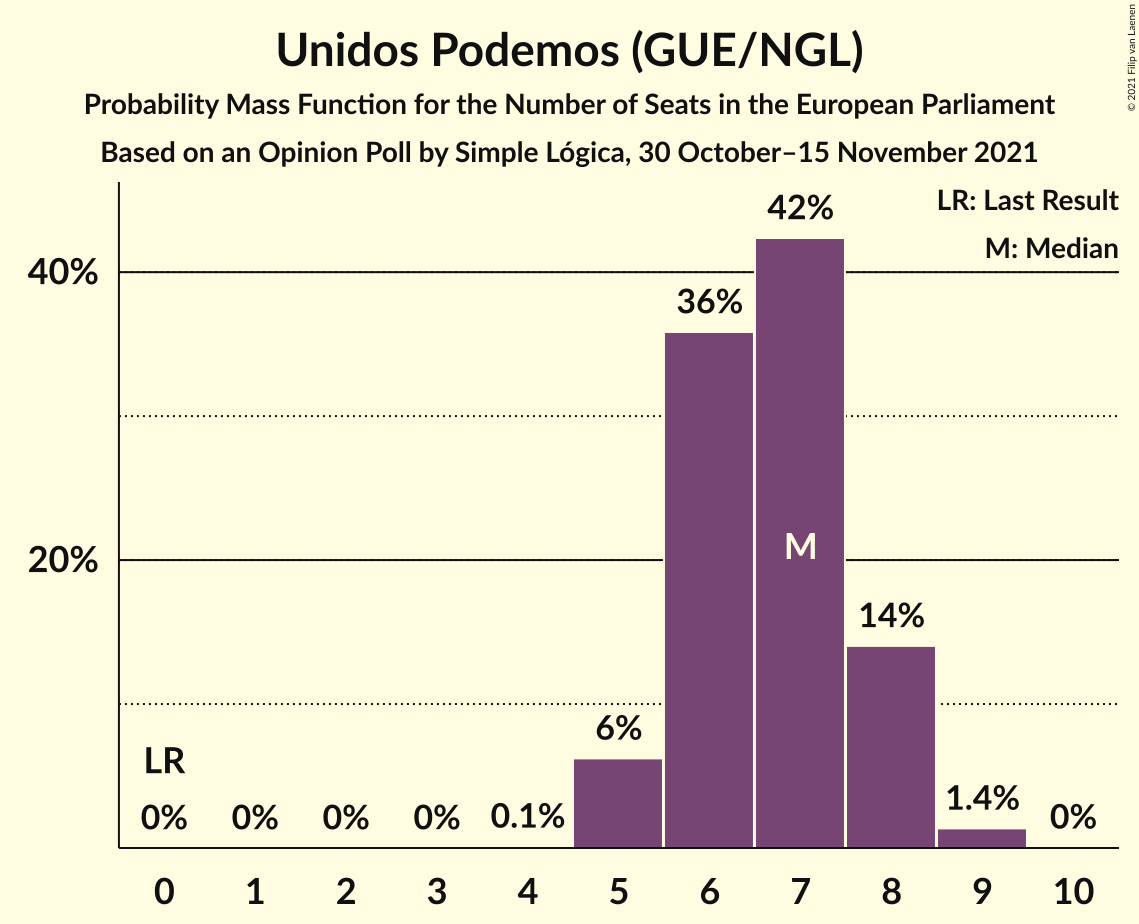 Unidos Podemos (GUE/NGL)
Probability Mass Function for the Number of Seats in the European Parliament
Based on an Opinion Poll by Simple Lógica, 30 October–15 November 2021
© 2021 Filip van Laenen
LR: Last Result
M: Median
42%
40%
36%
M
20%
14%
6%
LR
1.4%
0% 0% 0% 0% 0.1% 0%
0 1 2 3 4 5 6 7 8 9 10